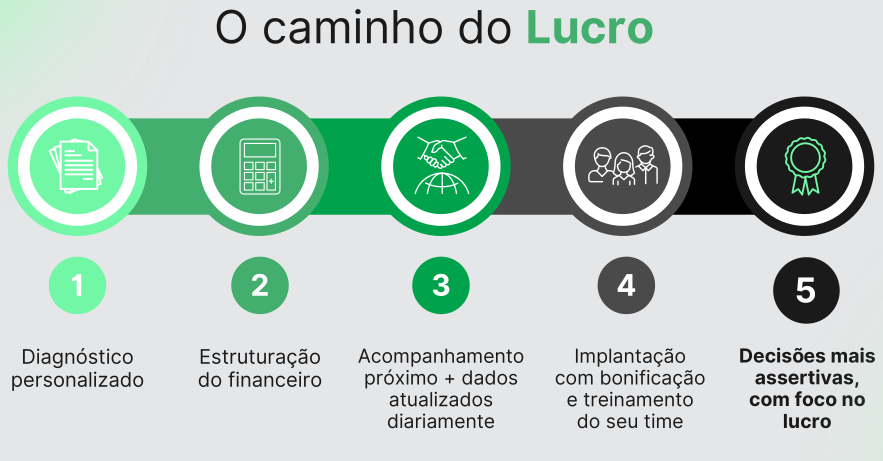 O caminho do Lucro
1
Diagnóstico
personalizado
2
Estruturação
do financeiro
3
Acompanhamento
próximo + dados
atualizados
diariamente
4
Implantação
com bonificação
e treinamento
do seu time
5
Decisões mais
assertivas,
com foco no
lucro